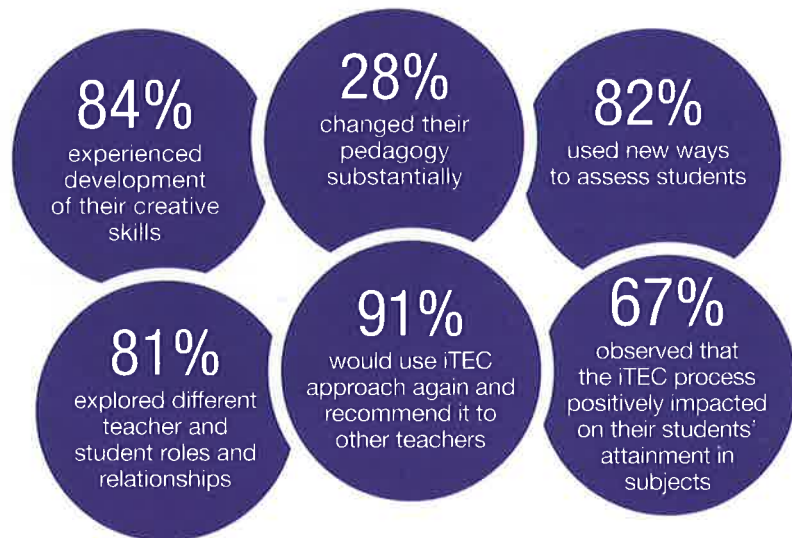 84%
experienced
development
of their creative
skills
28%
changed their
pedagogy
substantially
82%
used new ways
to assess students
81%
explored different
teacher and
student roles and
relationships
91%
would use iTEC
approach again and
recommend it to
other teachers
67%
observed that
the iTEC process
positively impacted
on their students'
attainment in
subjects